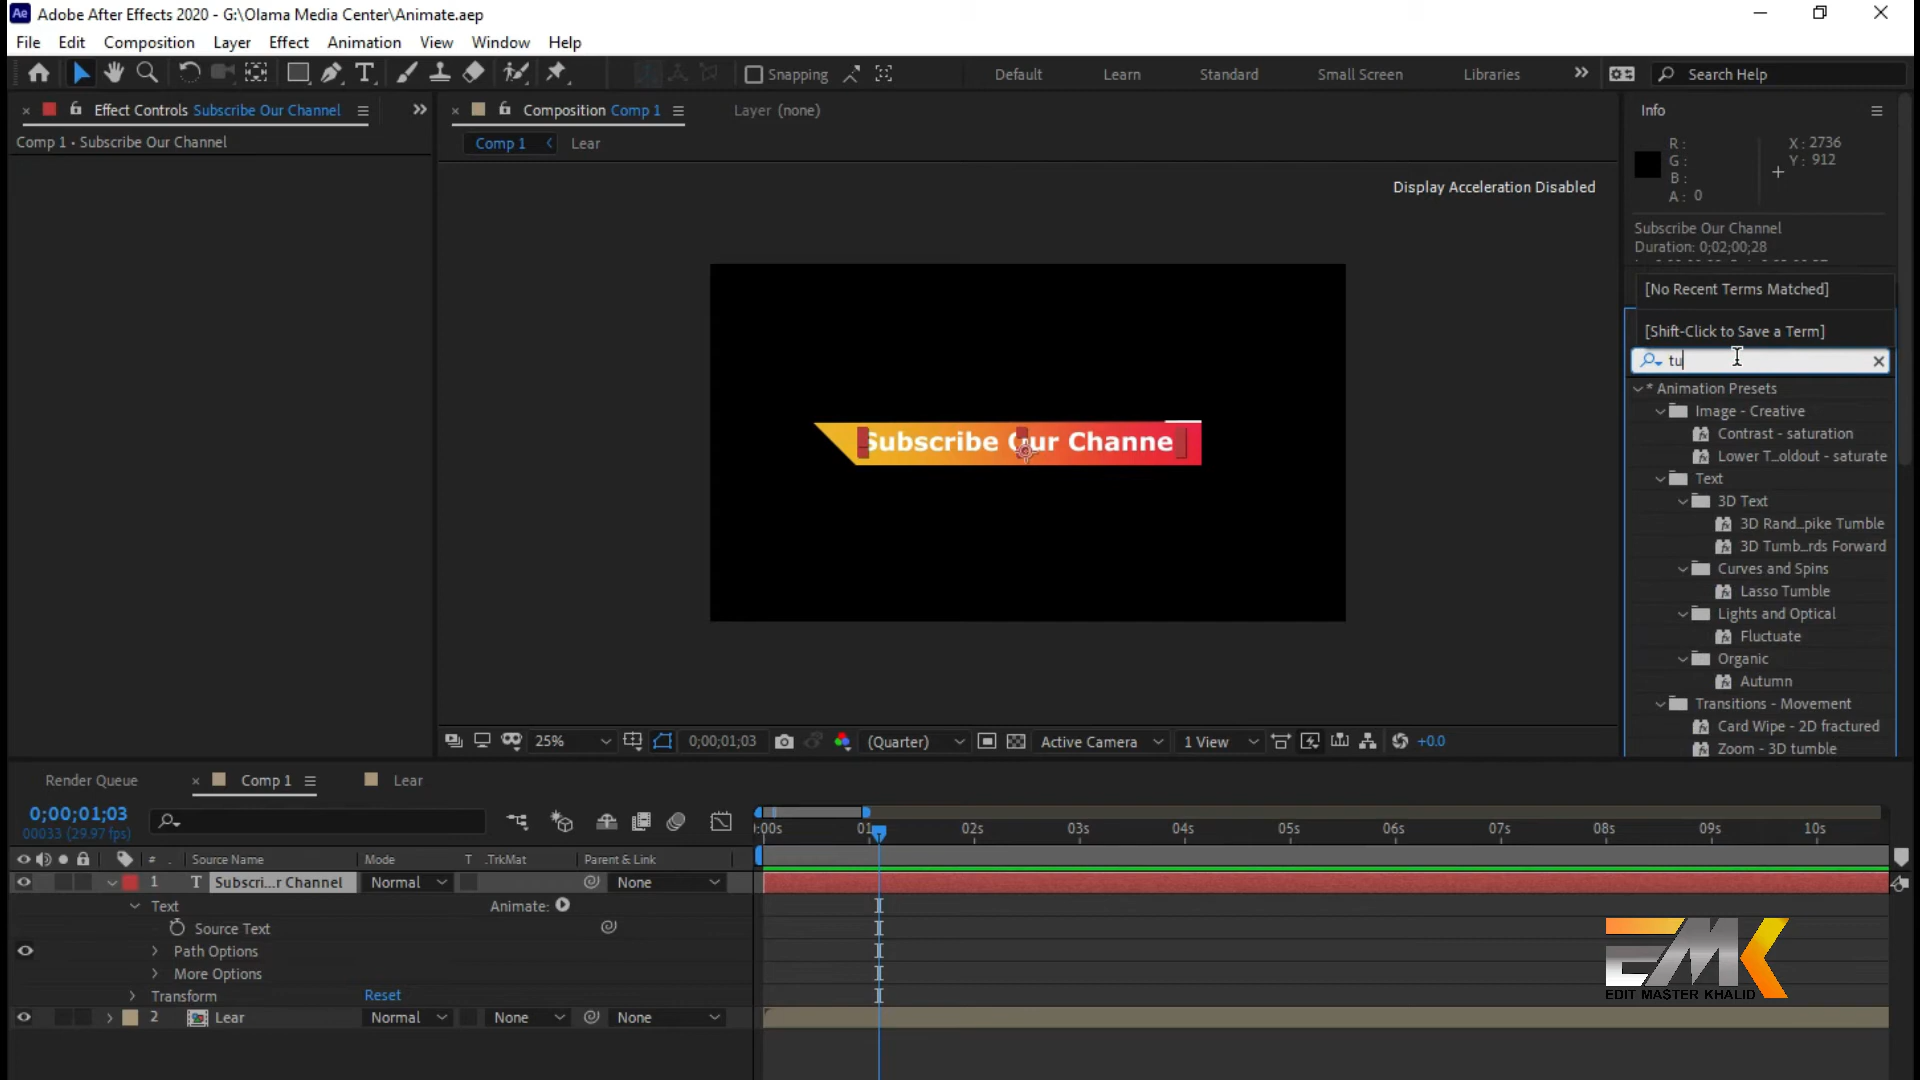 Ae Adobe After Effects 2020 - G:\Olama Media Center\Animate.aep
File Edit Composition Layer Effect Animation View Window Help
Snapping Default Learn Standard Small Screen Libraries Search Help
Effect Controls Subscribe Our Channel
Composition Comp 1
Layer (none)
Info
Comp 1 • Subscribe Our Channel
Comp 1 Lear
R :
G :
B :
A : 0
X : 2736
Y : 912
Display Acceleration Disabled
Subscribe Our Channel
Duration: 0;02;00;28
[No Recent Terms Matched]
[Shift-Click to Save a Term]
tu
* Animation Presets
Image - Creative
Contrast - saturation
Lower T...oldout - saturate
Text
3D Text
3D Rand...pike Tumble
3D Tumb...rds Forward
Curves and Spins
Lasso Tumble
Lights and Optical
Fluctuate
Organic
Autumn
Transitions - Movement
Card Wipe - 2D fractured
Zoom - 3D tumble
Subscribe Our Channe
25% 0;00;01;03 (Quarter) Active Camera 1 View +0.0
Render Queue Comp 1 Lear
0;00;01;03
00033 (29.97 fps)
:00s 01 02s 03s 04s 05s 06s 07s 08s 09s 10s
# . Source Name Mode T .TrkMat Parent & Link
1 T Subscri...r Channel Normal None
Text Animate:
Source Text
Path Options
More Options
Transform Reset
2 Lear Normal None None
EMK
EDIT MASTER KHALID